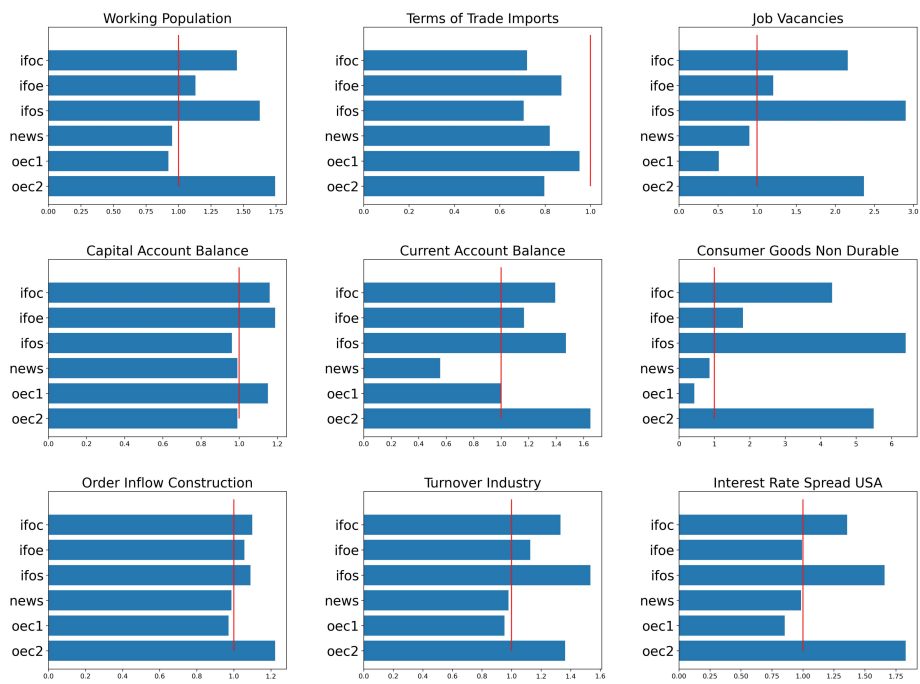 Working Population
ifoc
ifoe
ifos
news
oec1
oec2
0.00 0.25 0.50 0.75 1.00 1.25 1.50 1.75
Terms of Trade Imports
ifoc
ifoe
ifos
news
oec1
oec2
0.0 0.2 0.4 0.6 0.8 1.0
Job Vacancies
ifoc
ifoe
ifos
news
oec1
oec2
0.0 0.5 1.0 1.5 2.0 2.5 3.0
Capital Account Balance
ifoc
ifoe
ifos
news
oec1
oec2
0.0 0.2 0.4 0.6 0.8 1.0 1.2
Current Account Balance
ifoc
ifoe
ifos
news
oec1
oec2
0.0 0.2 0.4 0.6 0.8 1.0 1.2 1.4 1.6
Consumer Goods Non Durable
ifoc
ifoe
ifos
news
oec1
oec2
0 1 2 3 4 5 6
Order Inflow Construction
ifoc
ifoe
ifos
news
oec1
oec2
0.0 0.2 0.4 0.6 0.8 1.0 1.2
Turnover Industry
ifoc
ifoe
ifos
news
oec1
oec2
0.0 0.2 0.4 0.6 0.8 1.0 1.2 1.4 1.6
Interest Rate Spread USA
ifoc
ifoe
ifos
news
oec1
oec2
0.00 0.25 0.50 0.75 1.00 1.25 1.50 1.75